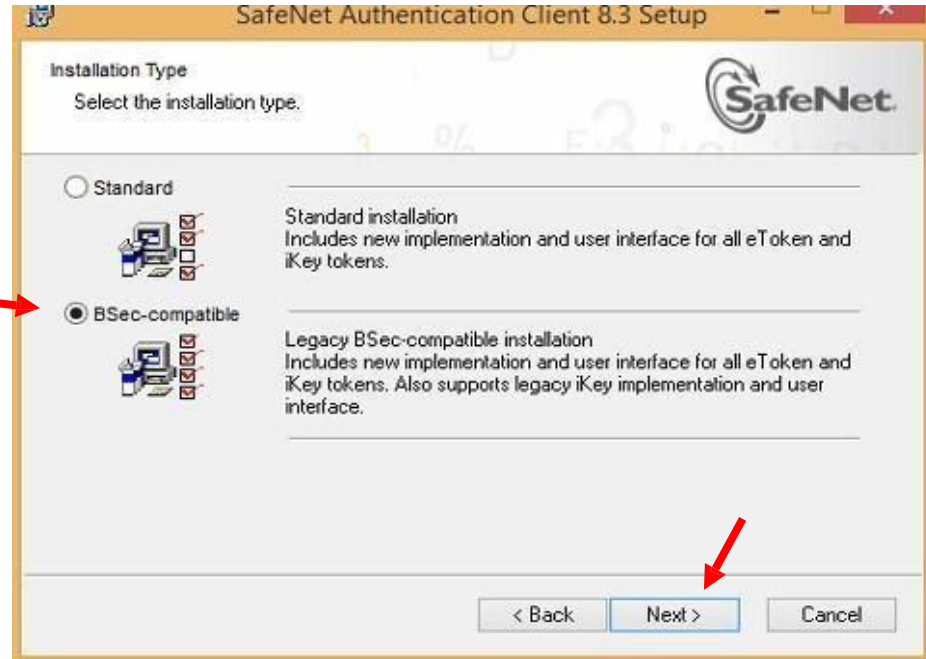 SafeNet Authentication Client 8.3 Setup
Installation Type
Select the installation type.
SafeNet.
Standard
Standard installation
Includes new implementation and user interface for all eToken and
iKey tokens.
BSec-compatible
Legacy BSec-compatible installation
Includes new implementation and user interface for all eToken and
iKey tokens. Also supports legacy iKey implementation and user
interface.
< Back
Next >
Cancel